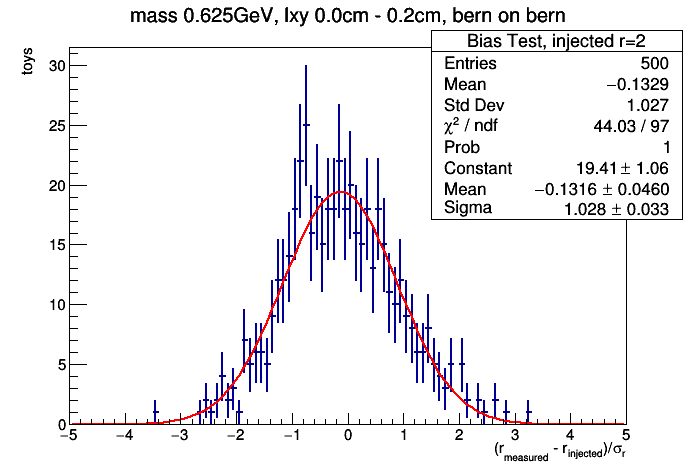 mass 0.625GeV, lxy 0.0cm - 0.2cm, bern on bern
toys
Bias Test, injected r=2
Entries 500
Mean −0.1329
Std Dev 1.027
χ² / ndf 44.03 / 97
Prob 1
Constant 19.41 ± 1.06
Mean −0.1316 ± 0.0460
Sigma 1.028 ± 0.033
30
25
20
15
10
5
0
−5 −4 −3 −2 −1 0 1 2 3 4 5
(r_measured - r_injected)/σ_r